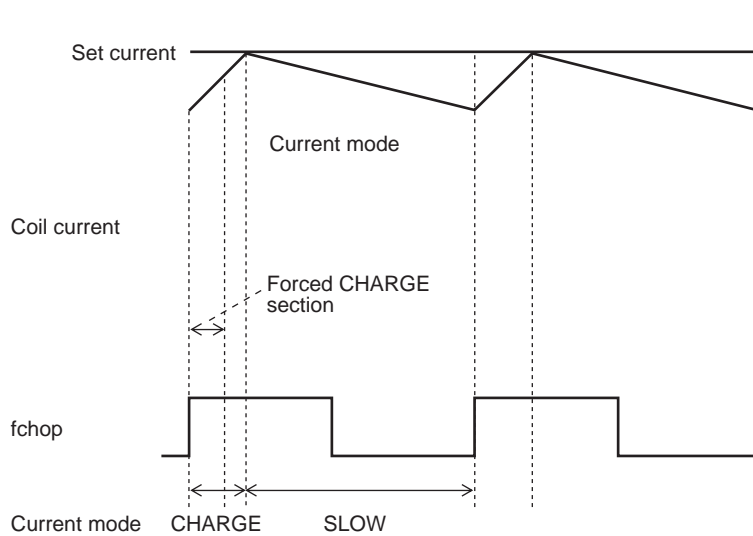 Set current
Current mode
Coil current
Forced CHARGE
section
fchop
Current mode CHARGE SLOW